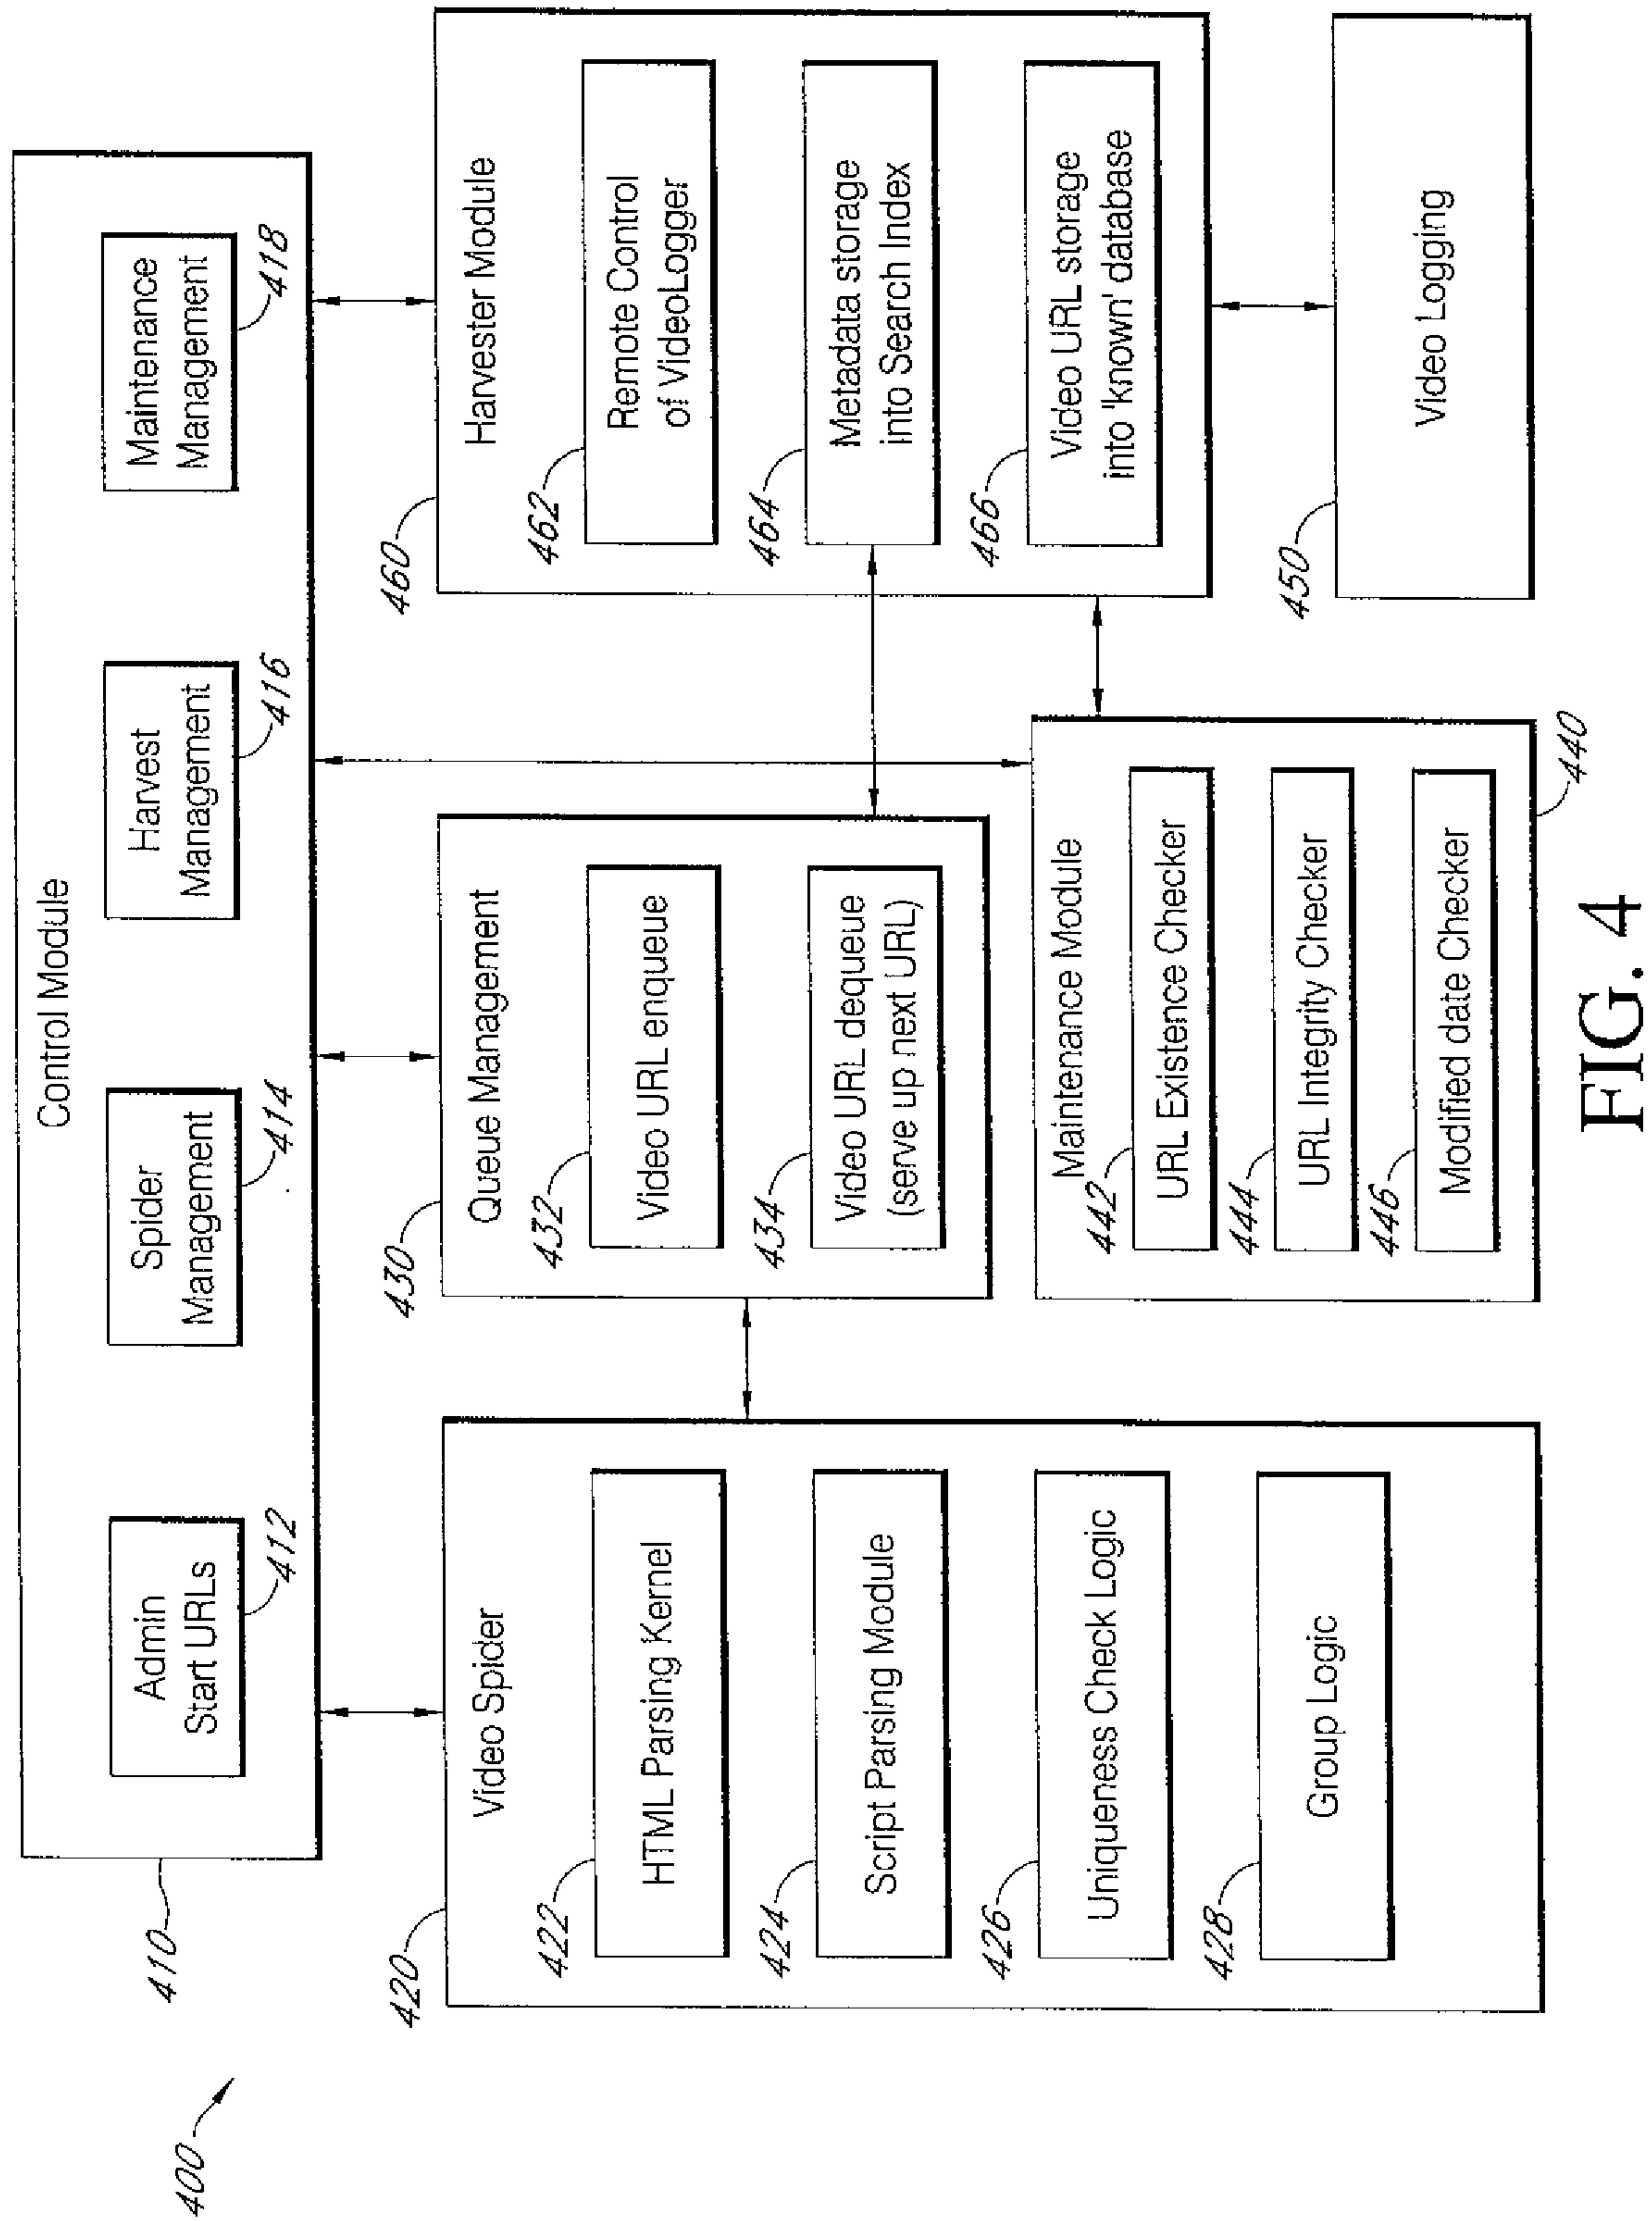 400
410
Control Module
Admin
Start URLs
412
Spider
Management
414
Harvest
Management
416
Maintenance
Management
418
420
Video Spider
422
HTML Parsing Kernel
424
Script Parsing Module
426
Uniqueness Check Logic
428
Group Logic
430
Queue Management
432
Video URL enqueue
434
Video URL dequeue
(serve up next URL)
Maintenance Module
442
URL Existence Checker
444
URL Integrity Checker
446
Modified date Checker
440
460
Harvester Module
462
Remote Control
of VideoLogger
464
Metadata storage
into Search Index
466
Video URL storage
into 'known' database
450
Video Logging
FIG. 4